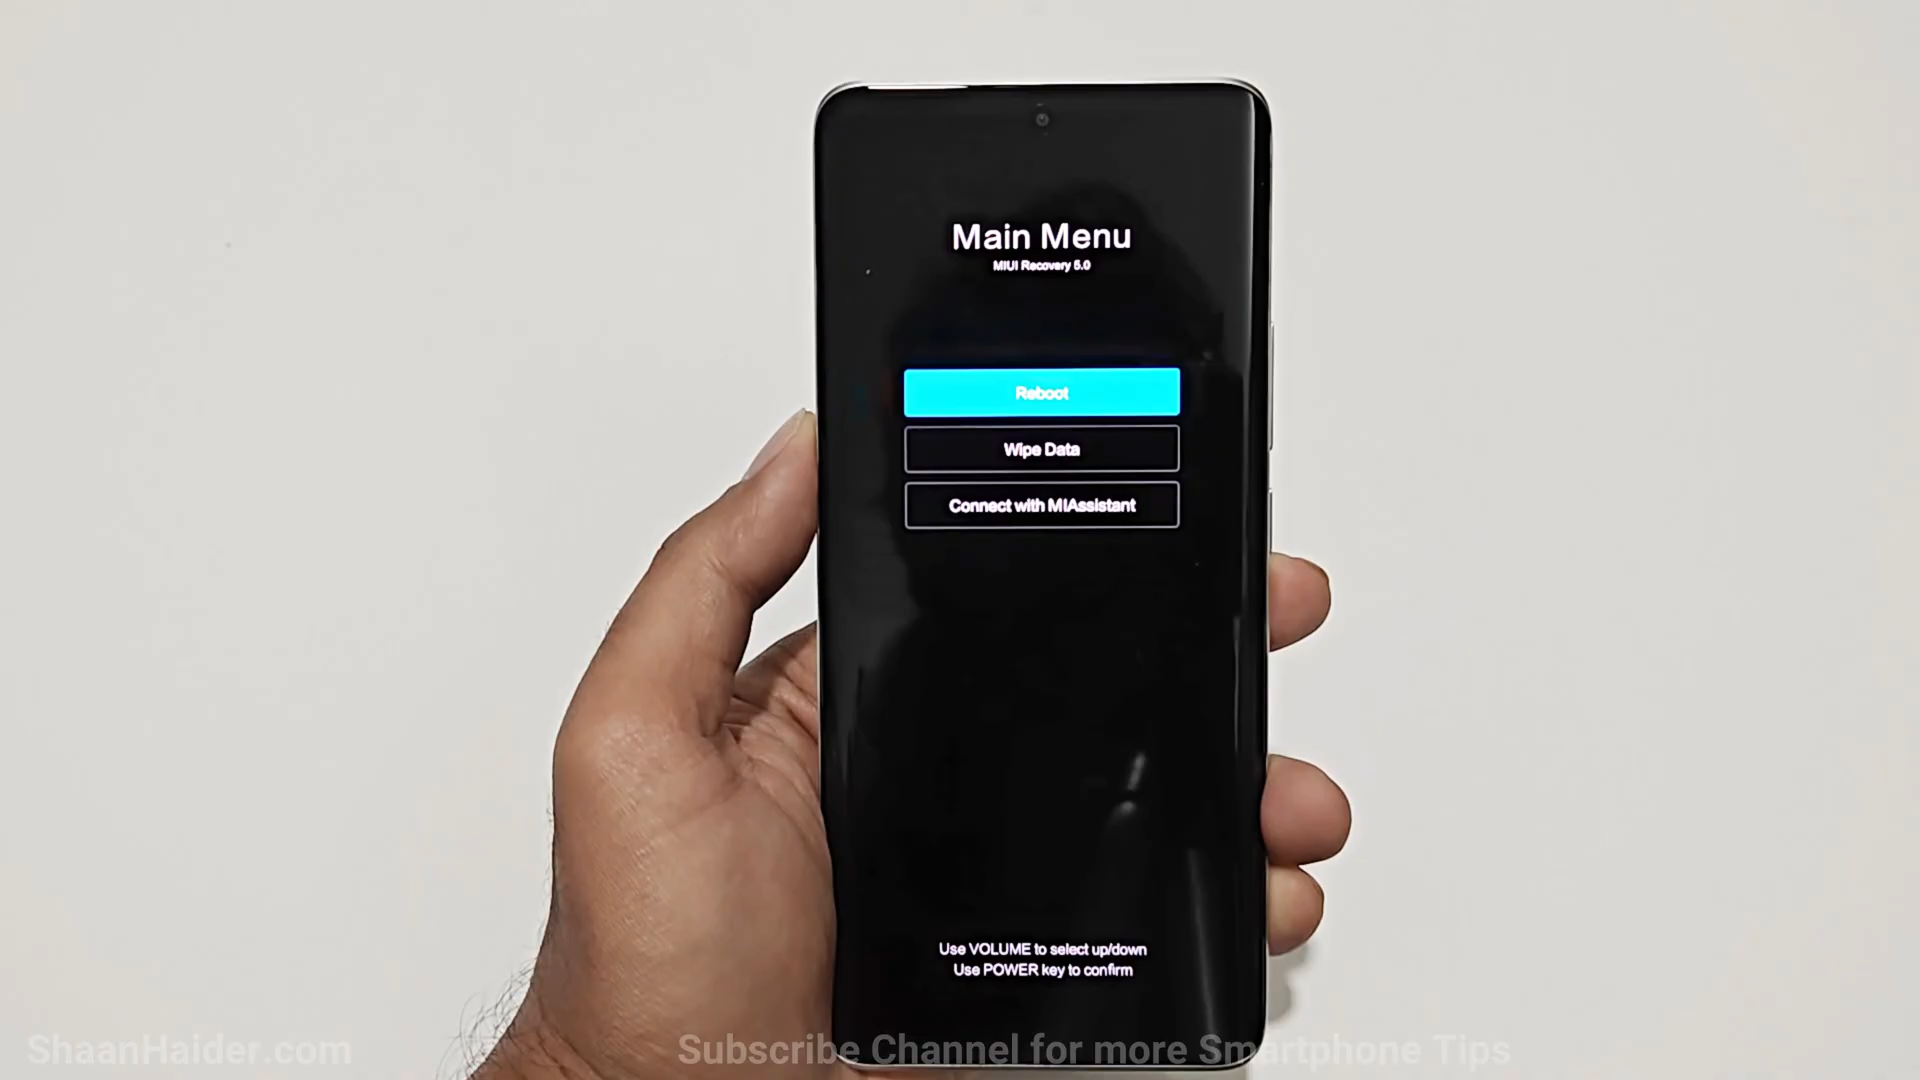 Main Menu
MIUI Recovery 5.0
Reboot
Wipe Data
Connect with MIAssistant
Use VOLUME to select up/down
Use POWER key to confirm
ShaanHaider.com
Subscribe Channel for more Smartphone Tips